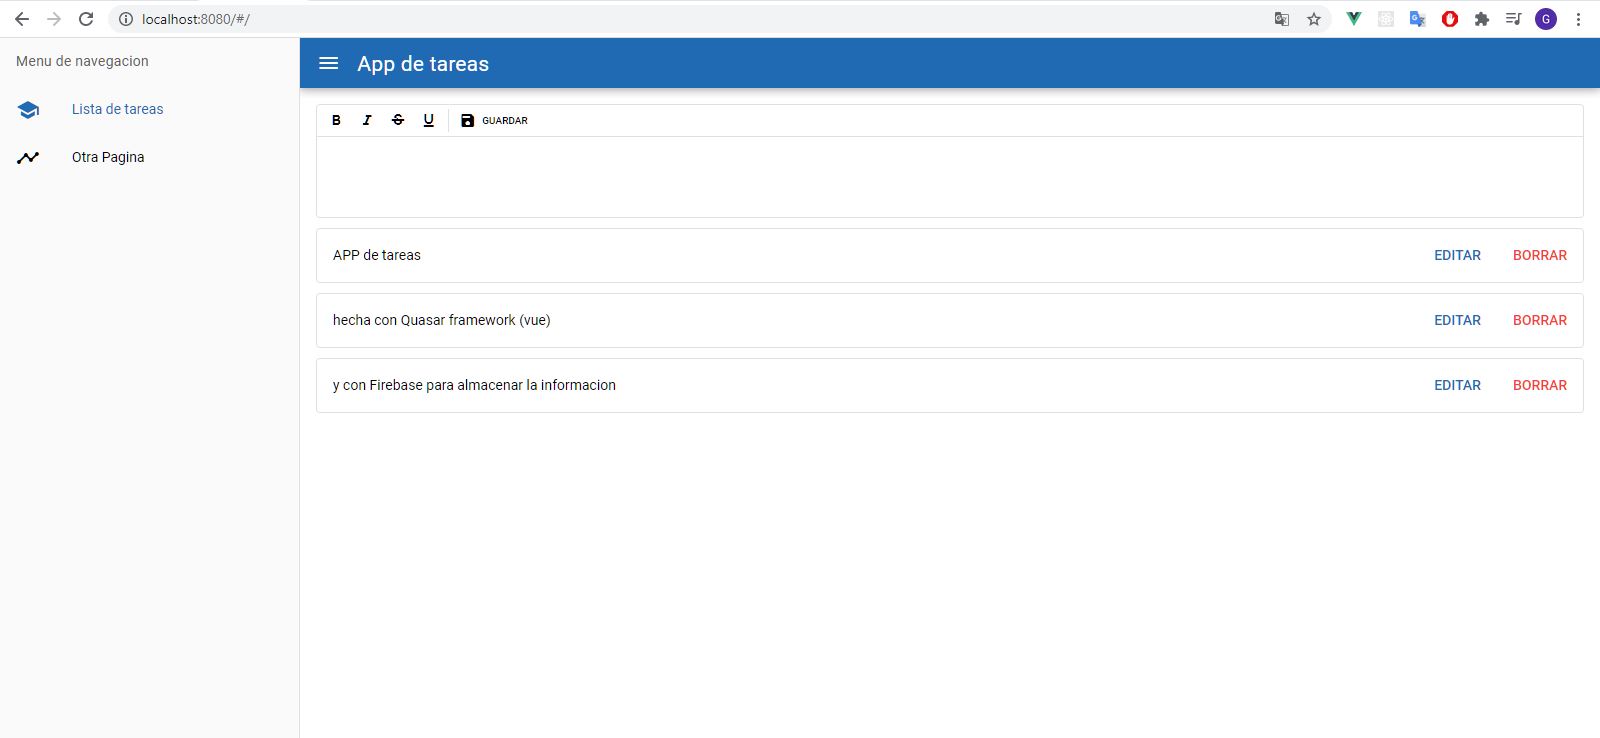 localhost:8080/#/
G
Menu de navegacion
App de tareas
Lista de tareas
Otra Pagina
B I S U GUARDAR
APP de tareas EDITAR BORRAR
hecha con Quasar framework (vue) EDITAR BORRAR
y con Firebase para almacenar la informacion EDITAR BORRAR